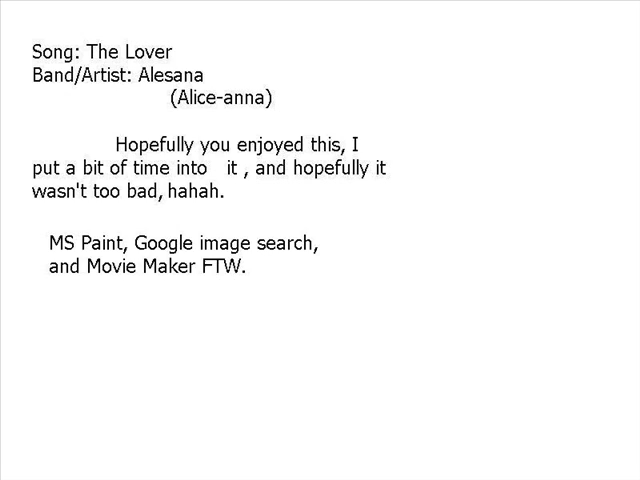 Song: The Lover
Band/Artist: Alesana
(Alice-anna)
Hopefully you enjoyed this, I
put a bit of time into it , and hopefully it
wasn't too bad, hahah.
MS Paint, Google image search,
and Movie Maker FTW.